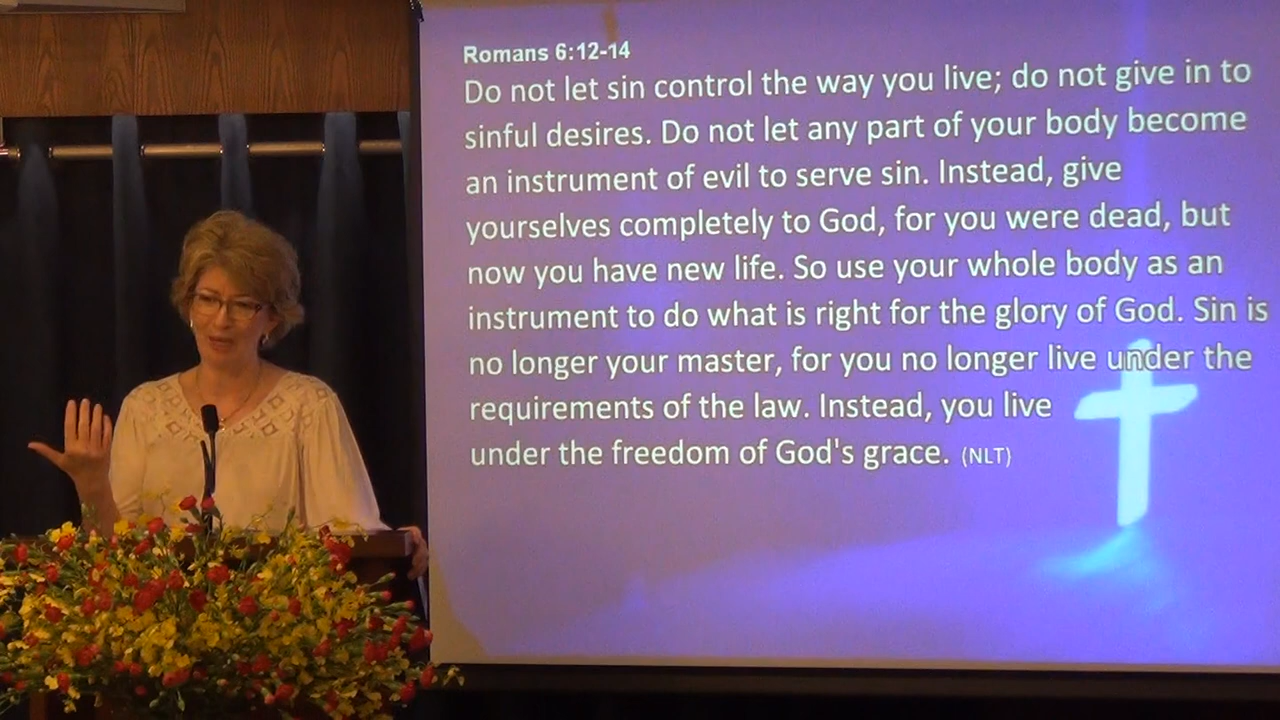 Romans 6:12-14
Do not let sin control the way you live; do not give in to
sinful desires. Do not let any part of your body become
an instrument of evil to serve sin. Instead, give
yourselves completely to God, for you were dead, but
now you have new life. So use your whole body as an
instrument to do what is right for the glory of God. Sin is
no longer your master, for you no longer live under the
requirements of the law. Instead, you live
under the freedom of God's grace. (NLT)